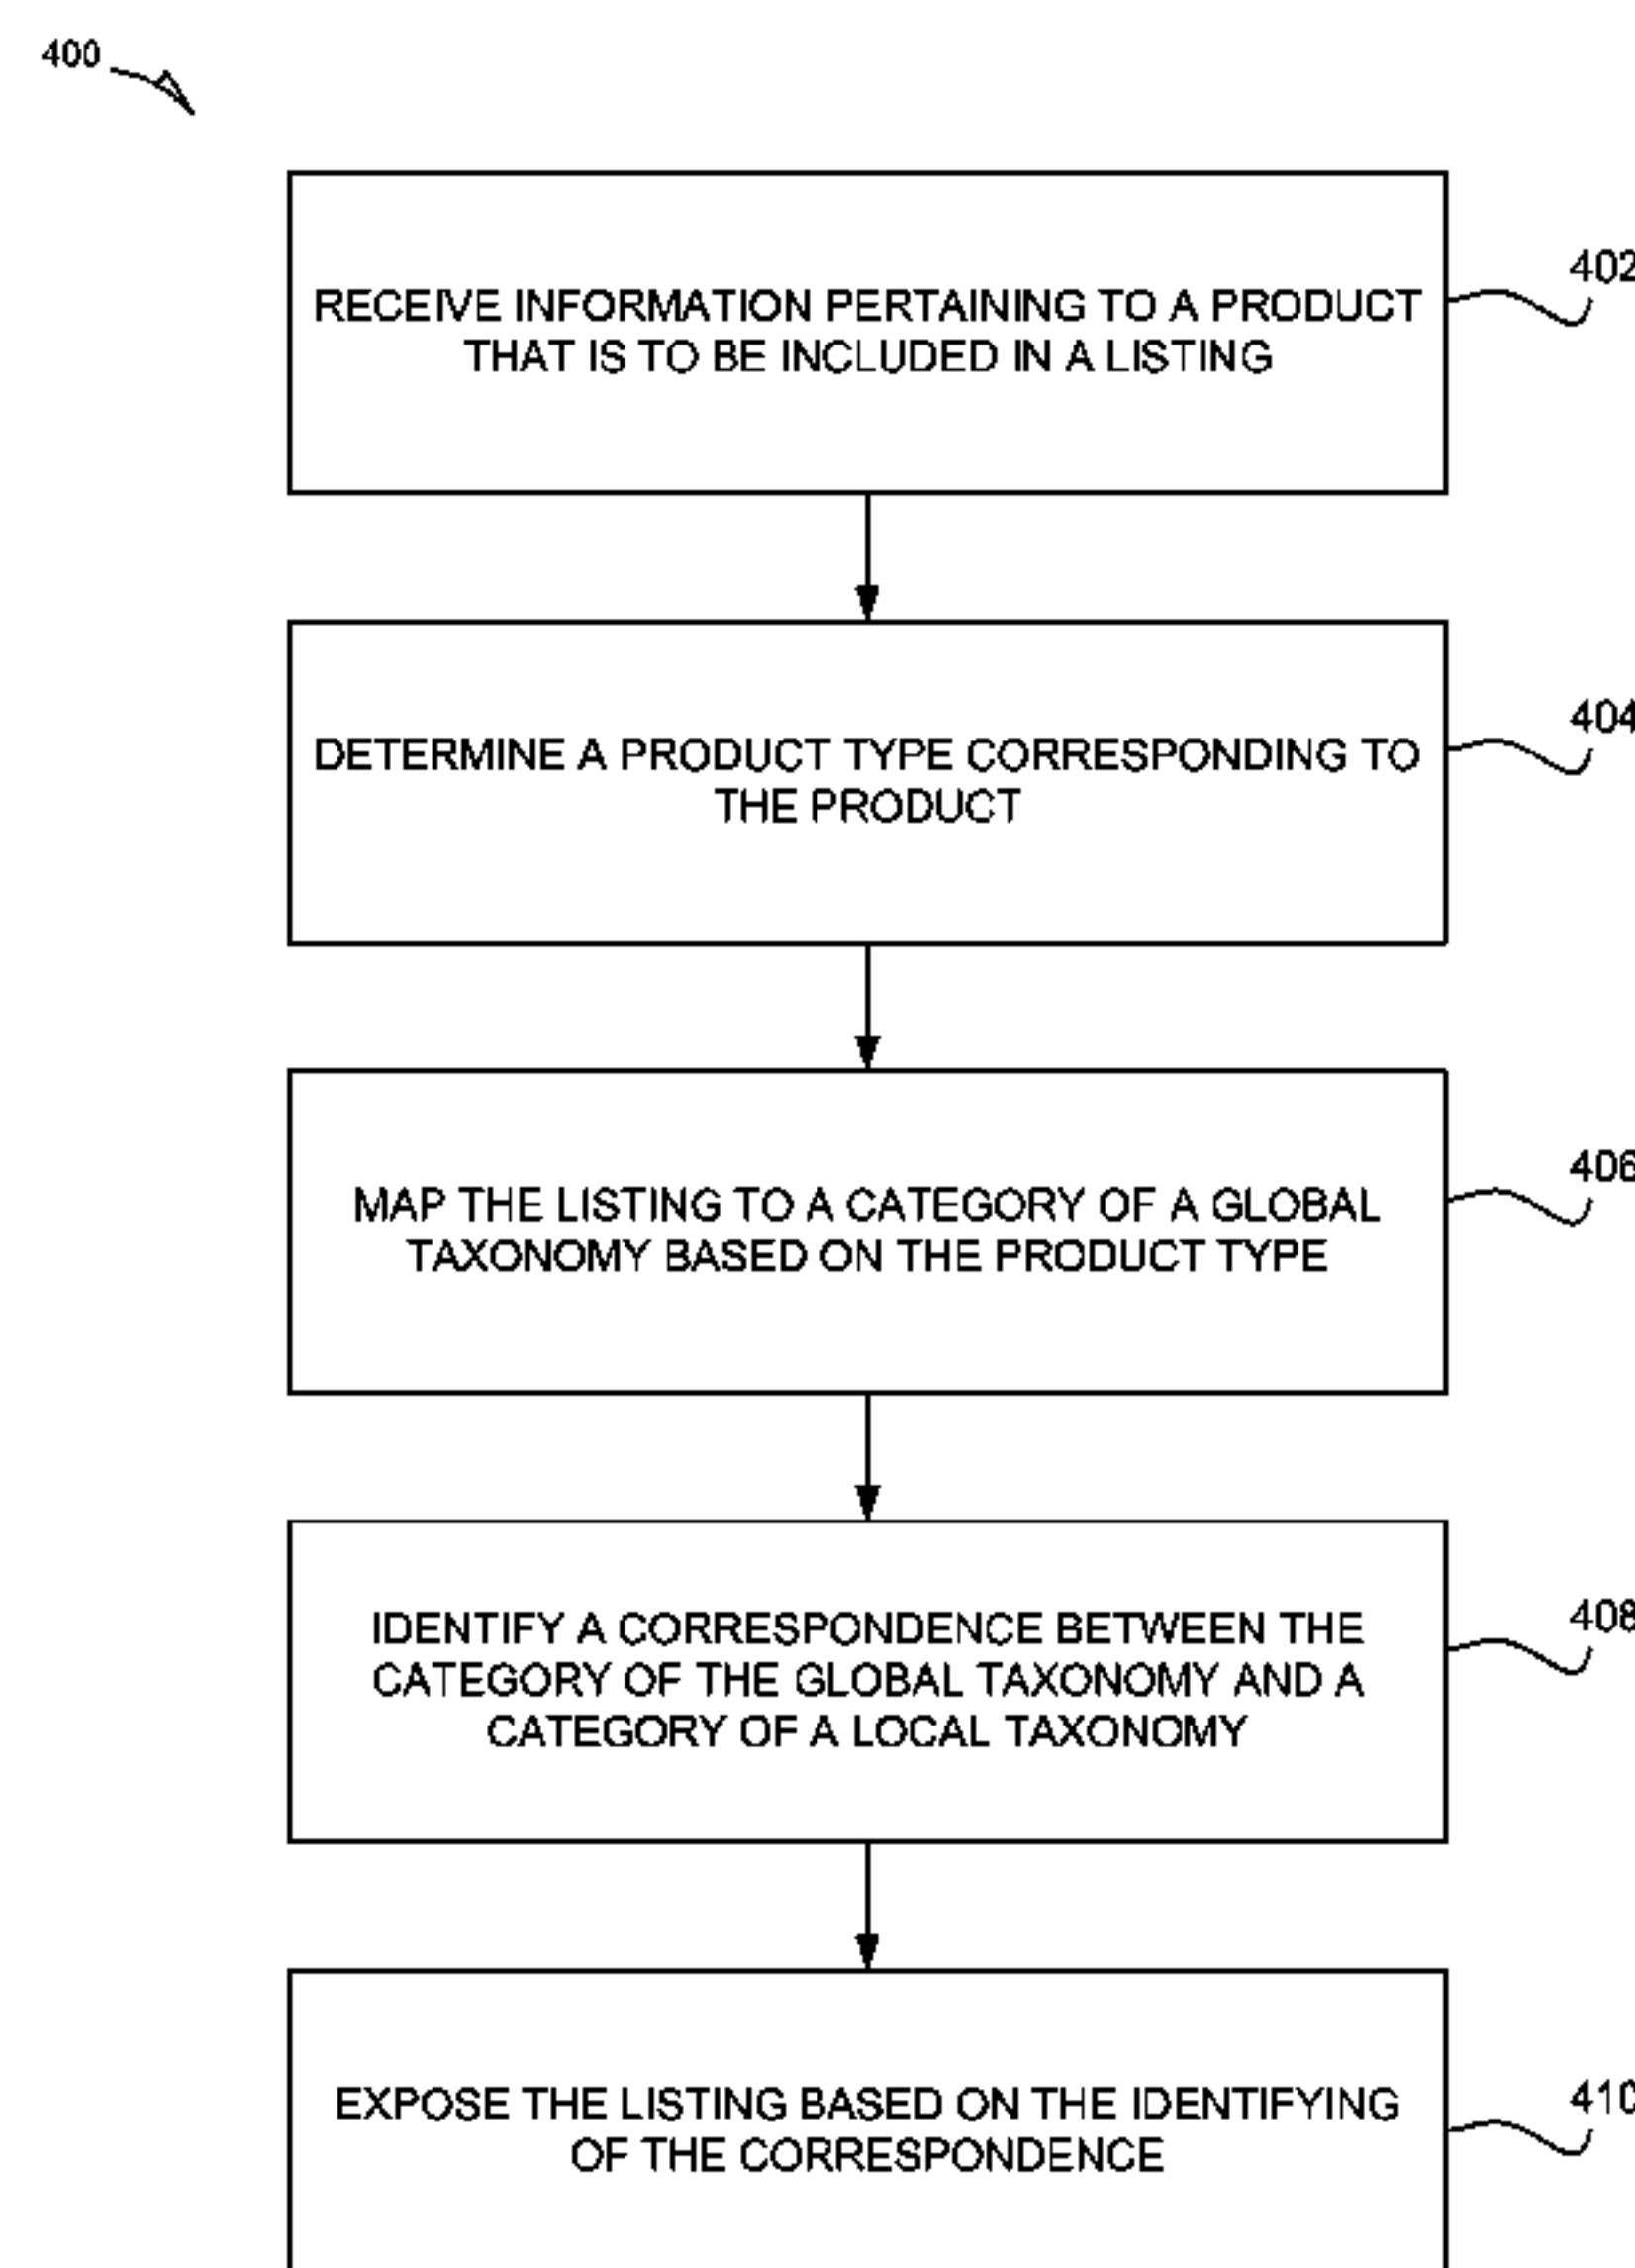 400
RECEIVE INFORMATION PERTAINING TO A PRODUCT
THAT IS TO BE INCLUDED IN A LISTING
402
DETERMINE A PRODUCT TYPE CORRESPONDING TO
THE PRODUCT
404
MAP THE LISTING TO A CATEGORY OF A GLOBAL
TAXONOMY BASED ON THE PRODUCT TYPE
406
IDENTIFY A CORRESPONDENCE BETWEEN THE
CATEGORY OF THE GLOBAL TAXONOMY AND A
CATEGORY OF A LOCAL TAXONOMY
408
EXPOSE THE LISTING BASED ON THE IDENTIFYING
OF THE CORRESPONDENCE
410